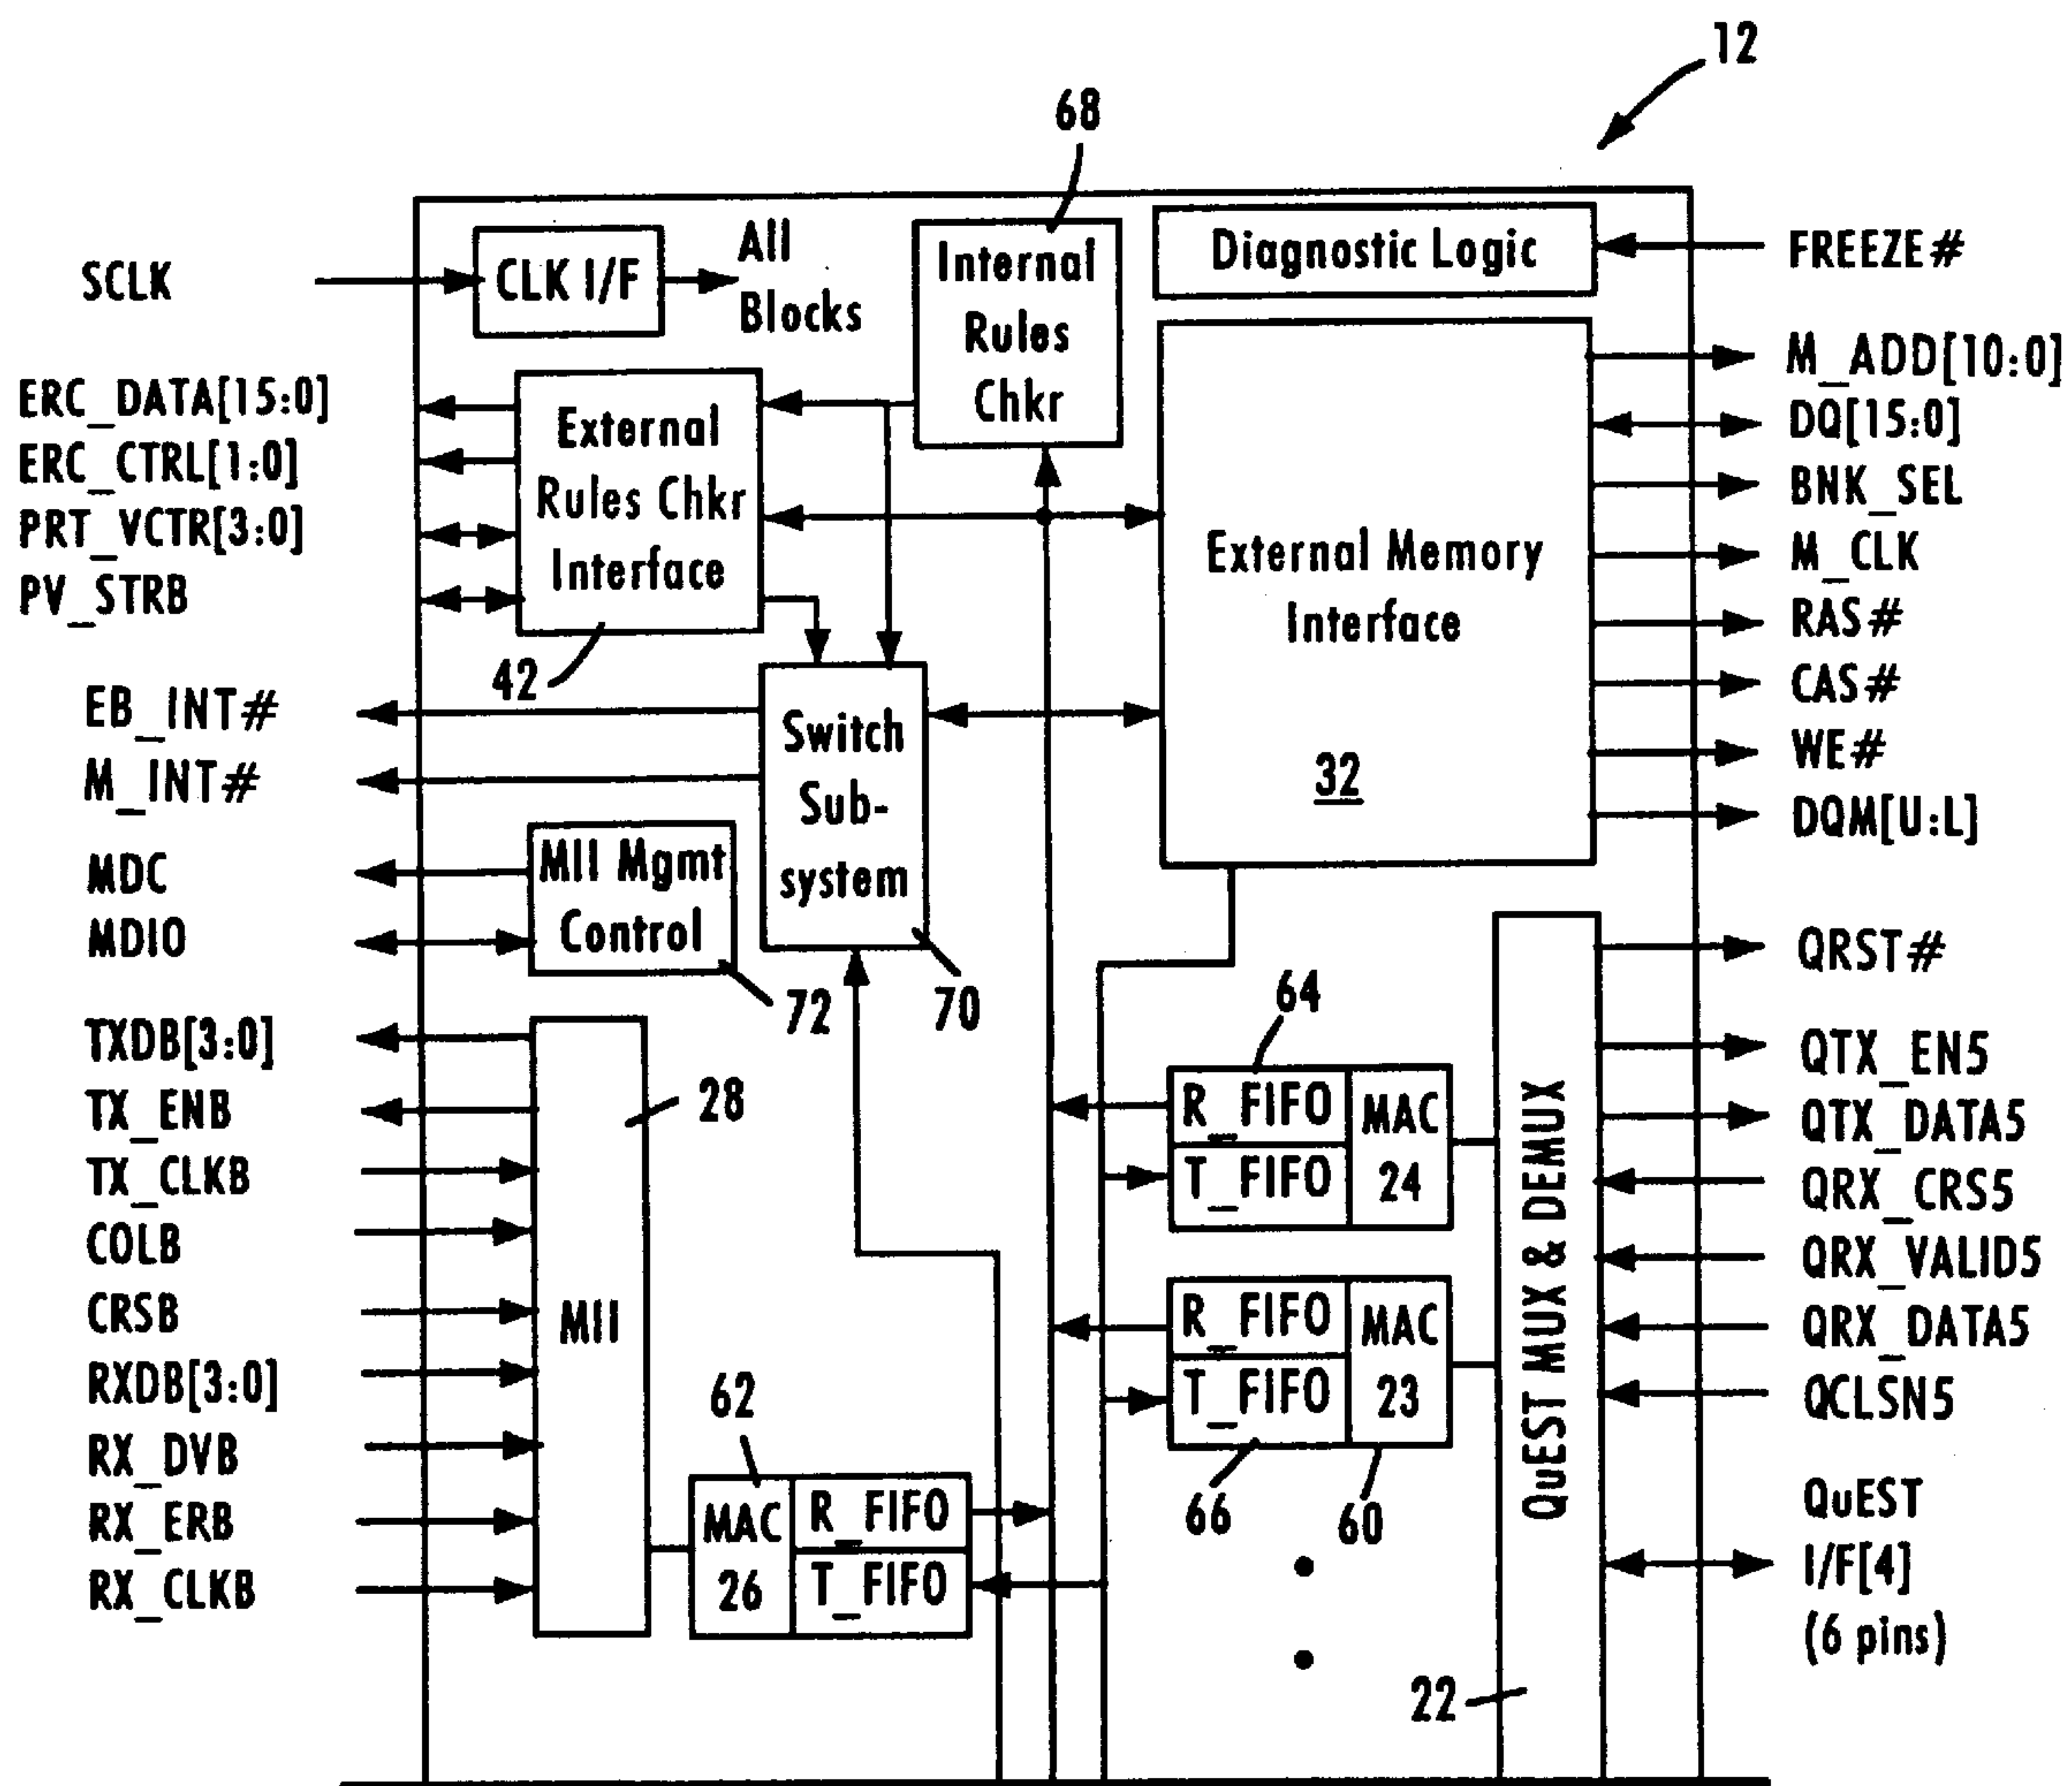 12
68
SCLK
CLK I/F
All
Blocks
Internal
Rules
Chkr
Diagnostic Logic
FREEZE#
ERC_DATA[15:0]
ERC_CTRL[1:0]
PRT_VCTR[3:0]
PV_STRB
External
Rules Chkr
Interface
42
External Memory
Interface
32
M_ADD[10:0]
DQ[15:0]
BNK_SEL
M_CLK
RAS#
CAS#
WE#
DQM[U:L]
EB_INT#
M_INT#
Switch
Sub-
system
70
MDC
MDIO
MII Mgmt
Control
72
TXDB[3:0]
TX_ENB
TX_CLKB
COLB
CRSB
RXDB[3:0]
RX_DVB
RX_ERB
RX_CLKB
MII
28
62
MAC
26
R_FIFO
T_FIFO
64
R_FIFO
T_FIFO
MAC
24
R_FIFO
T_FIFO
MAC
23
66
60
QuEST MUX & DEMUX
22
QRST#
QTX_EN5
QTX_DATA5
QRX_CRS5
QRX_VALID5
QRX_DATA5
QCLSN5
QuEST
I/F[4]
(6 pins)